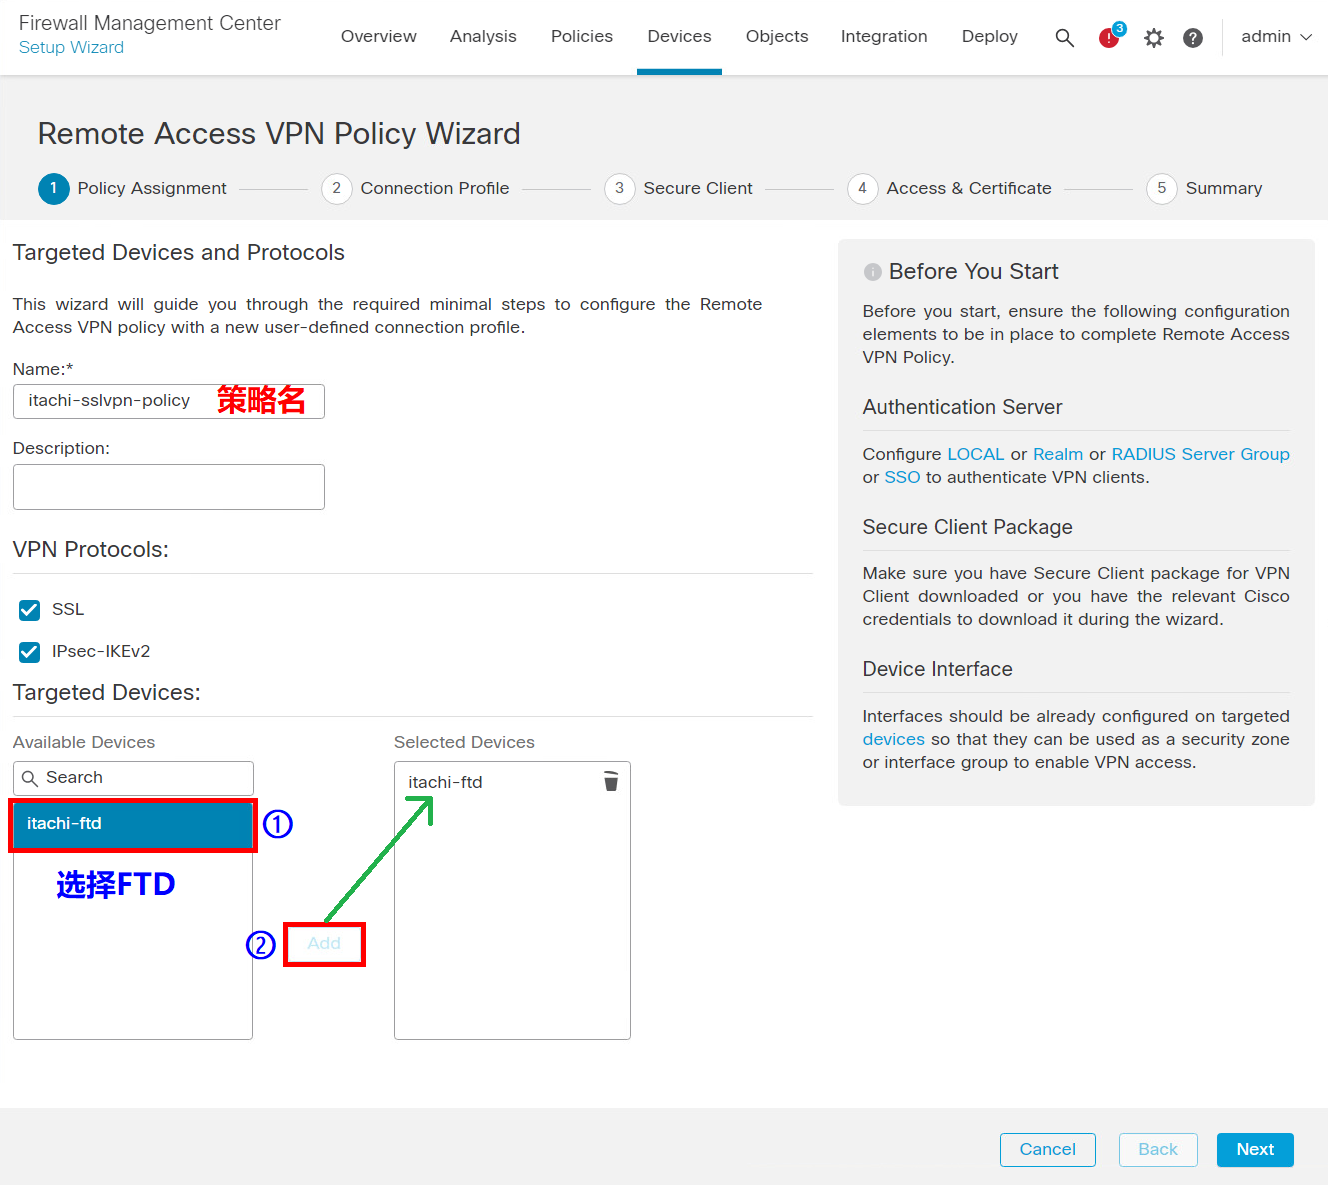 Firewall Management Center
Setup Wizard
Overview Analysis Policies Devices Objects Integration Deploy 3 admin
Remote Access VPN Policy Wizard
1 Policy Assignment 2 Connection Profile 3 Secure Client 4 Access & Certificate 5 Summary
Targeted Devices and Protocols
This wizard will guide you through the required minimal steps to configure the Remote
Access VPN policy with a new user-defined connection profile.
Name:*
itachi-sslvpn-policy 策略名
Description:
VPN Protocols:
SSL
IPsec-IKEv2
Targeted Devices:
Available Devices
Search
itachi-ftd ①
选择FTD
② Add
Selected Devices
itachi-ftd
Before You Start
Before you start, ensure the following configuration
elements to be in place to complete Remote Access
VPN Policy.
Authentication Server
Configure LOCAL or Realm or RADIUS Server Group
or SSO to authenticate VPN clients.
Secure Client Package
Make sure you have Secure Client package for VPN
Client downloaded or you have the relevant Cisco
credentials to download it during the wizard.
Device Interface
Interfaces should be already configured on targeted
devices so that they can be used as a security zone
or interface group to enable VPN access.
Cancel Back Next